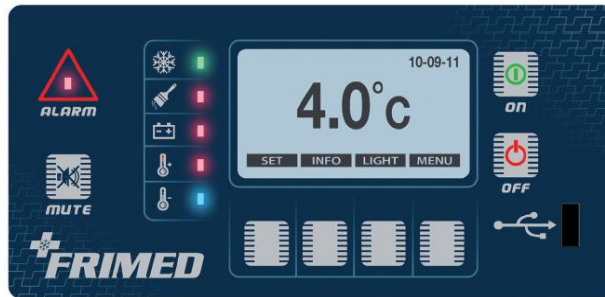 ALARM
MUTE
10-09-11
4.0°c
SET INFO LIGHT MENU
ON
OFF
FRIMED